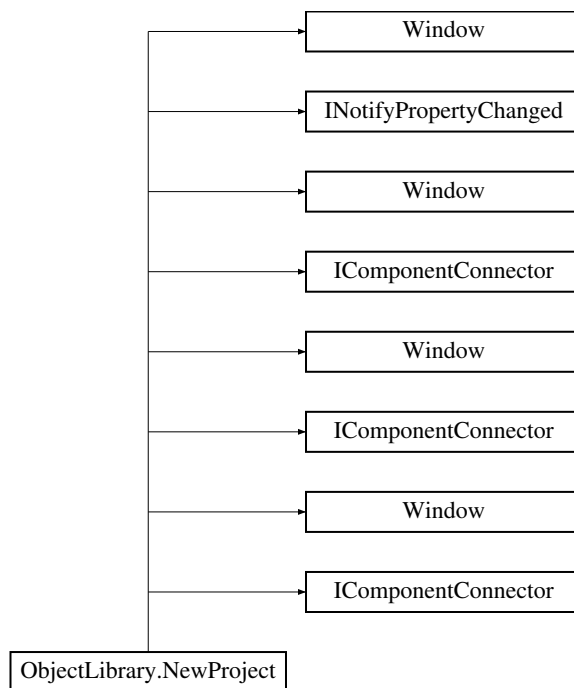 Window
INotifyPropertyChanged
Window
IComponentConnector
Window
IComponentConnector
Window
IComponentConnector
ObjectLibrary.NewProject